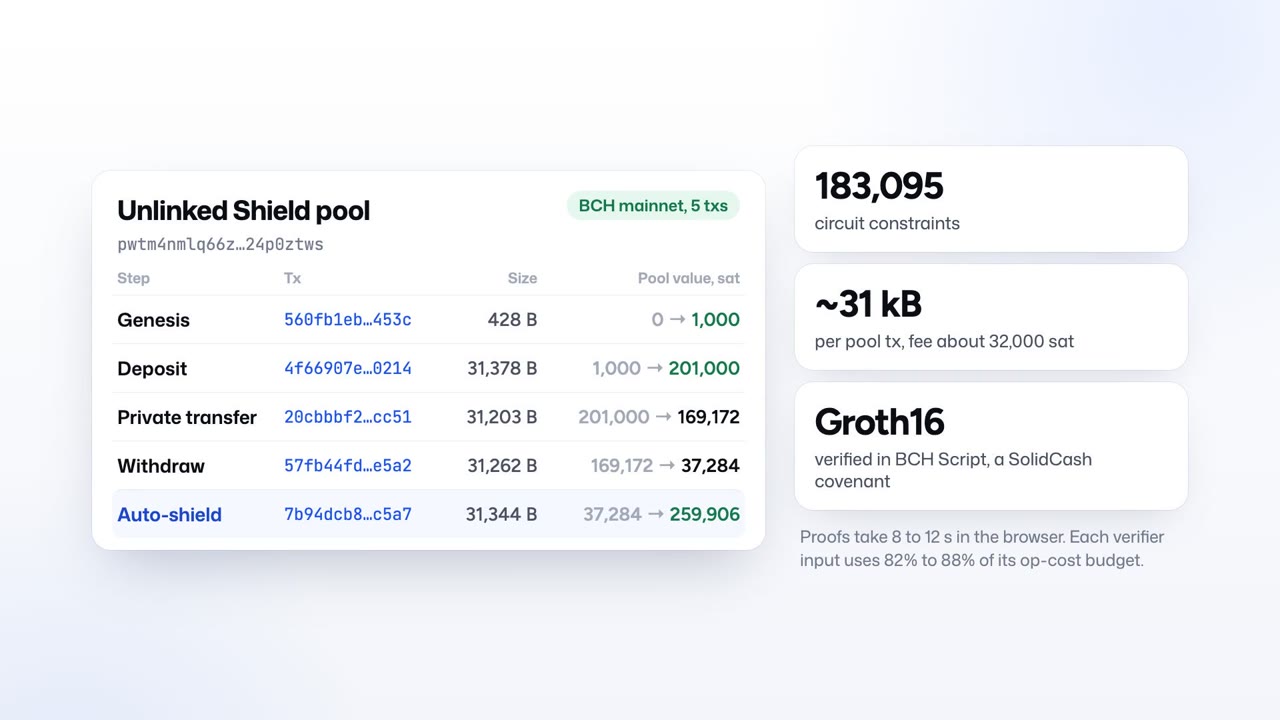 Unlinked Shield pool
BCH mainnet, 5 txs
pwtm4nmlq66z…24p0ztws
Step Tx Size Pool value, sat
Genesis 560fb1eb…453c 428 B 0 → 1,000
Deposit 4f66907e…0214 31,378 B 1,000 → 201,000
Private transfer 20cbbbf2…cc51 31,203 B 201,000 → 169,172
Withdraw 57fb44fd…e5a2 31,262 B 169,172 → 37,284
Auto-shield 7b94dcb8…c5a7 31,344 B 37,284 → 259,906
183,095
circuit constraints
~31 kB
per pool tx, fee about 32,000 sat
Groth16
verified in BCH Script, a SolidCash
covenant
Proofs take 8 to 12 s in the browser. Each verifier
input uses 82% to 88% of its op-cost budget.